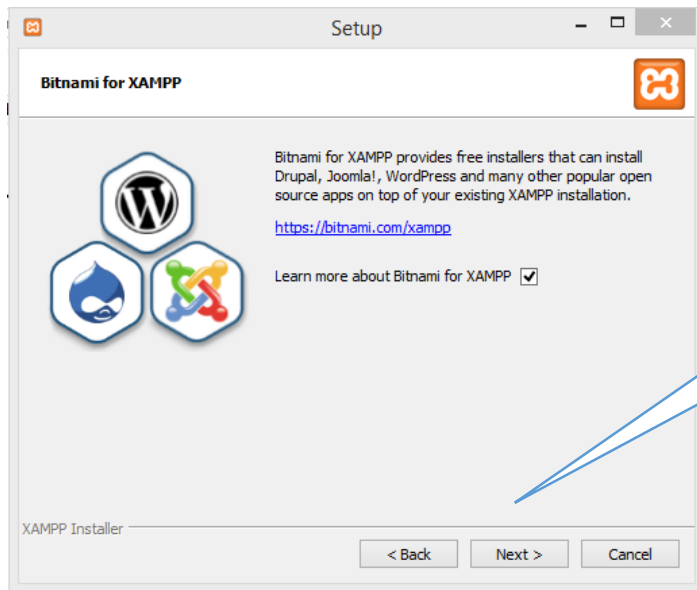 Setup
Bitnami for XAMPP
Bitnami for XAMPP provides free installers that can install
Drupal, Joomla!, WordPress and many other popular open
source apps on top of your existing XAMPP installation.
https://bitnami.com/xampp
Learn more about Bitnami for XAMPP
XAMPP Installer
< Back Next > Cancel